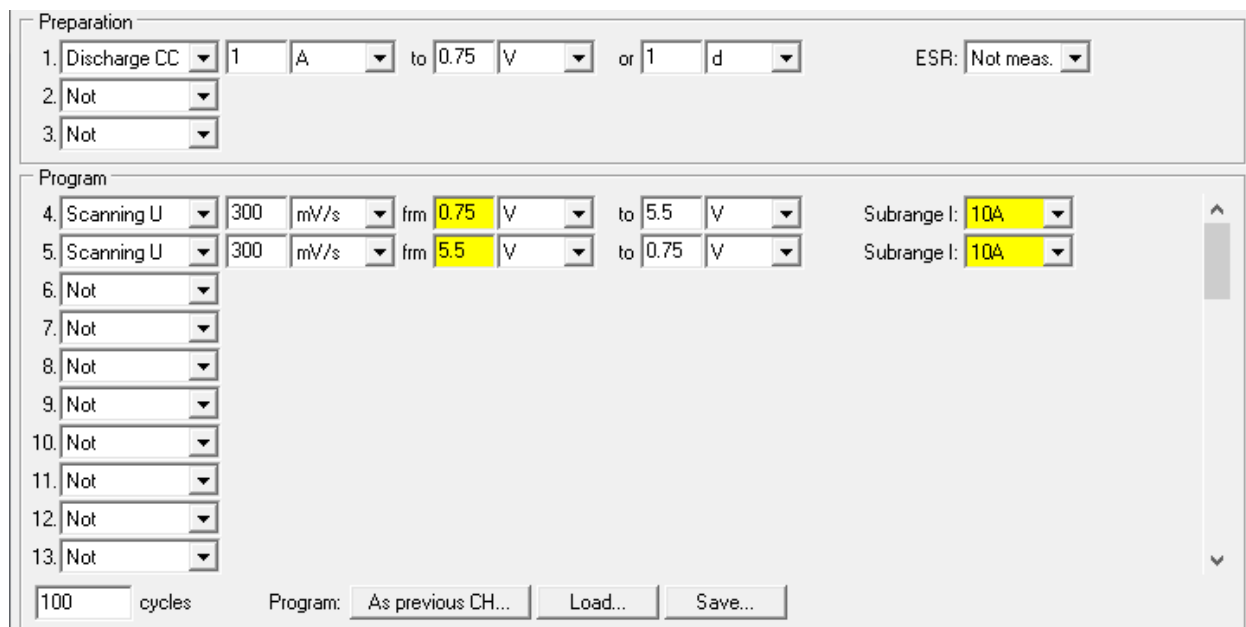 Preparation
1. Discharge CC 1 A to 0.75 V or 1 d ESR: Not meas.
2. Not
3. Not
Program
4. Scanning U 300 mV/s frm 0.75 V to 5.5 V Subrange I: 10A
5. Scanning U 300 mV/s frm 5.5 V to 0.75 V Subrange I: 10A
6. Not
7. Not
8. Not
9. Not
10. Not
11. Not
12. Not
13. Not
100 cycles Program: As previous CH... Load... Save...